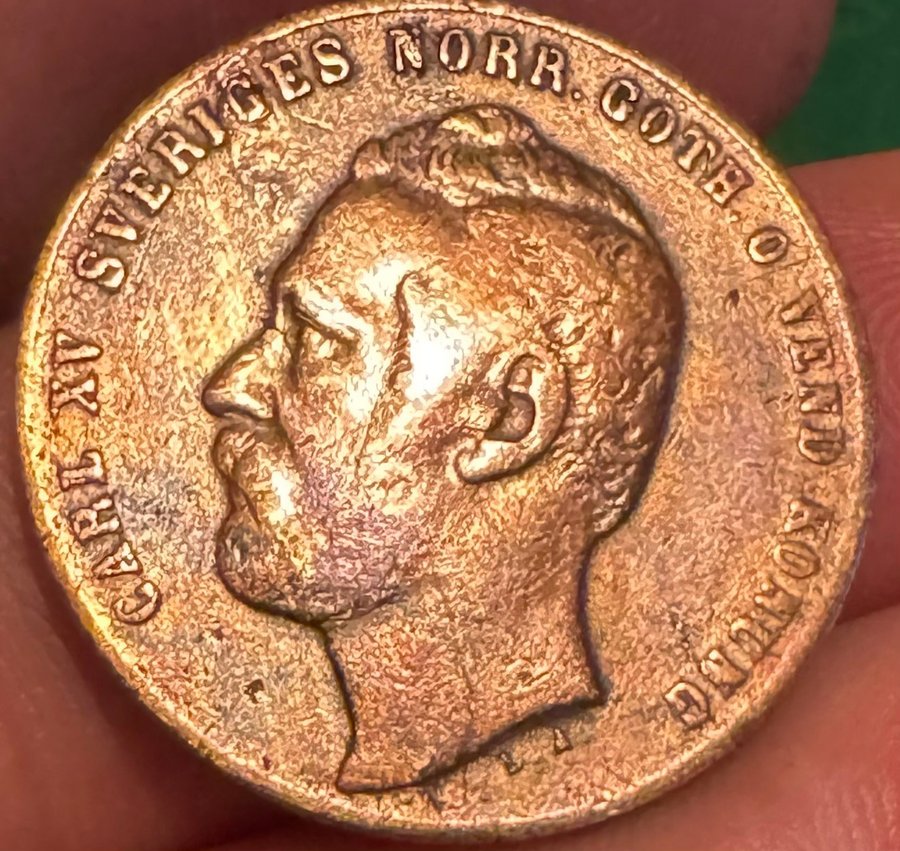 CARL XV SVERIGES NORR. GOTH. O VEND KONUNG
L A